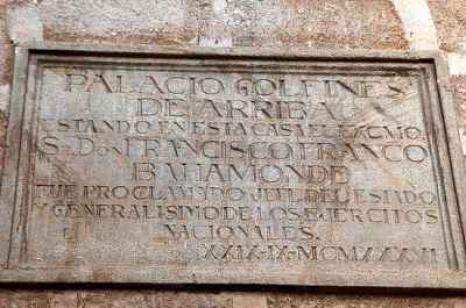 PALACIO GOLFINES
DE ARRIBA
ESTANDO EN ESTA CASA EL EXCMO.
SR. DON FRANCISCO FRANCO
BAHAMONDE
FUE PROCLAMADO JEFE DEL ESTADO
Y GENERALISIMO DE LOS EJERCITOS
NACIONALES.
XXIX-IX-MCMXXXVI